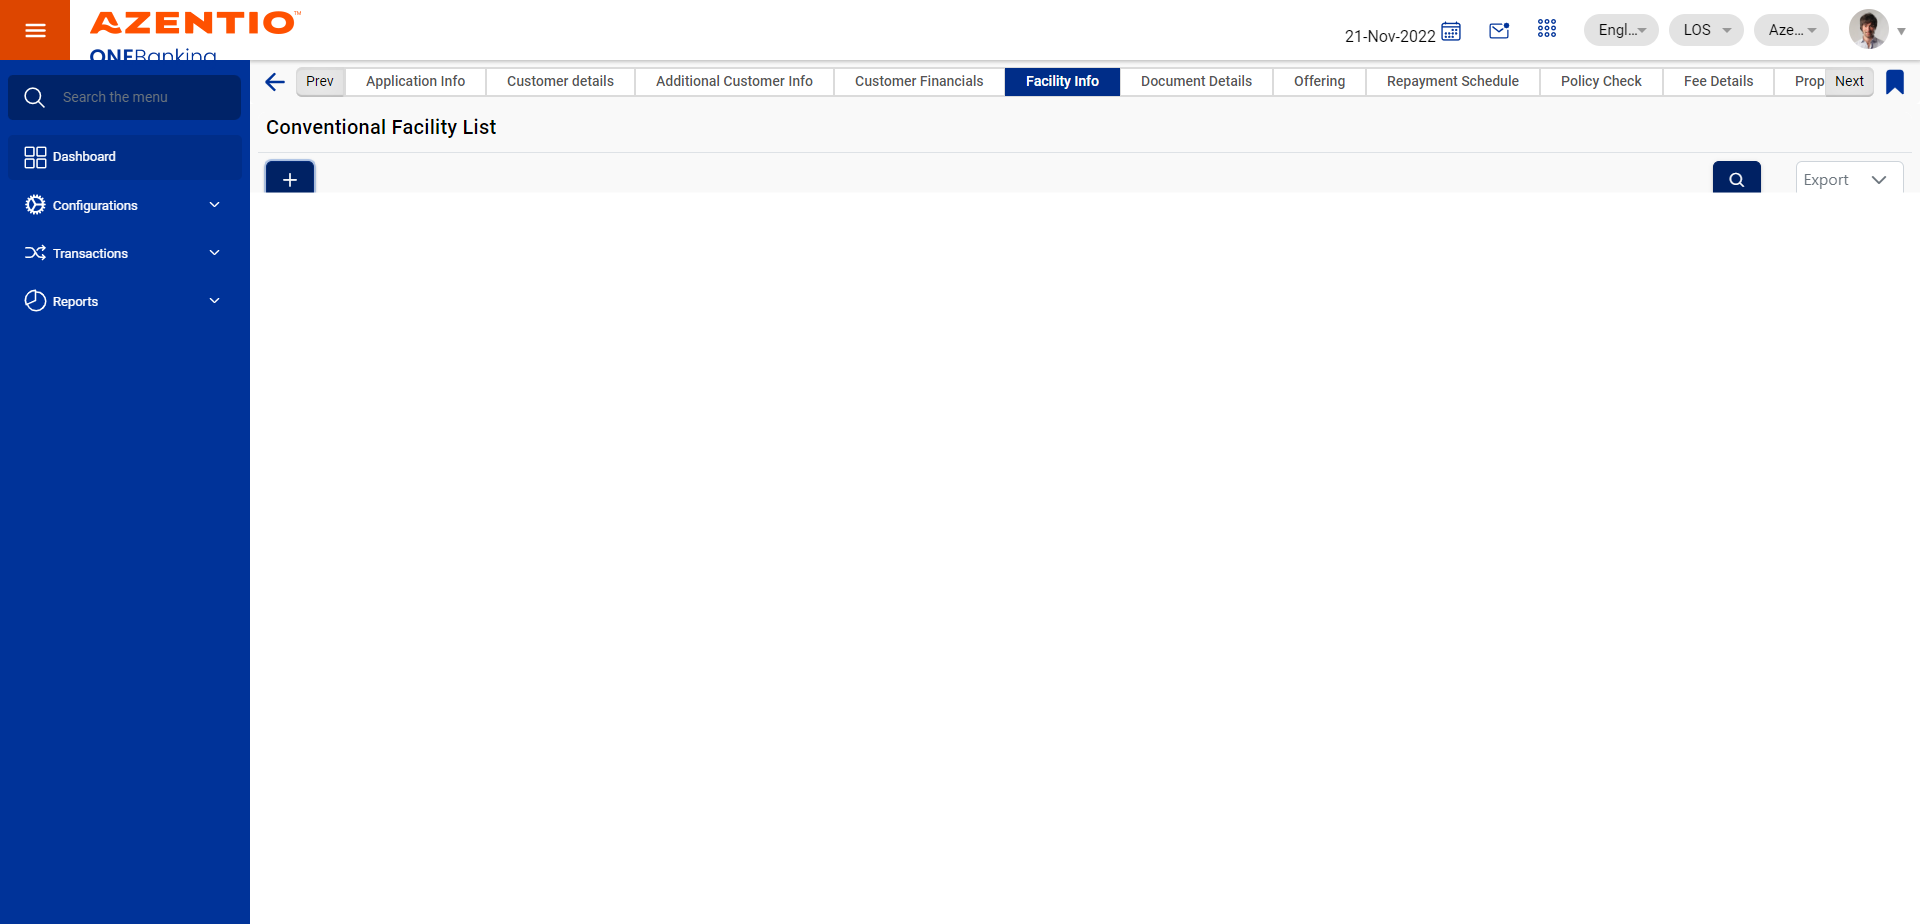 AZENTIO™
ONEBanking
21-Nov-2022
Engl...
LOS
Aze...
Search the menu
Dashboard
Configurations
Transactions
Reports
Prev
Application Info
Customer details
Additional Customer Info
Customer Financials
Facility Info
Document Details
Offering
Repayment Schedule
Policy Check
Fee Details
Prop
Next
Conventional Facility List
+
Export